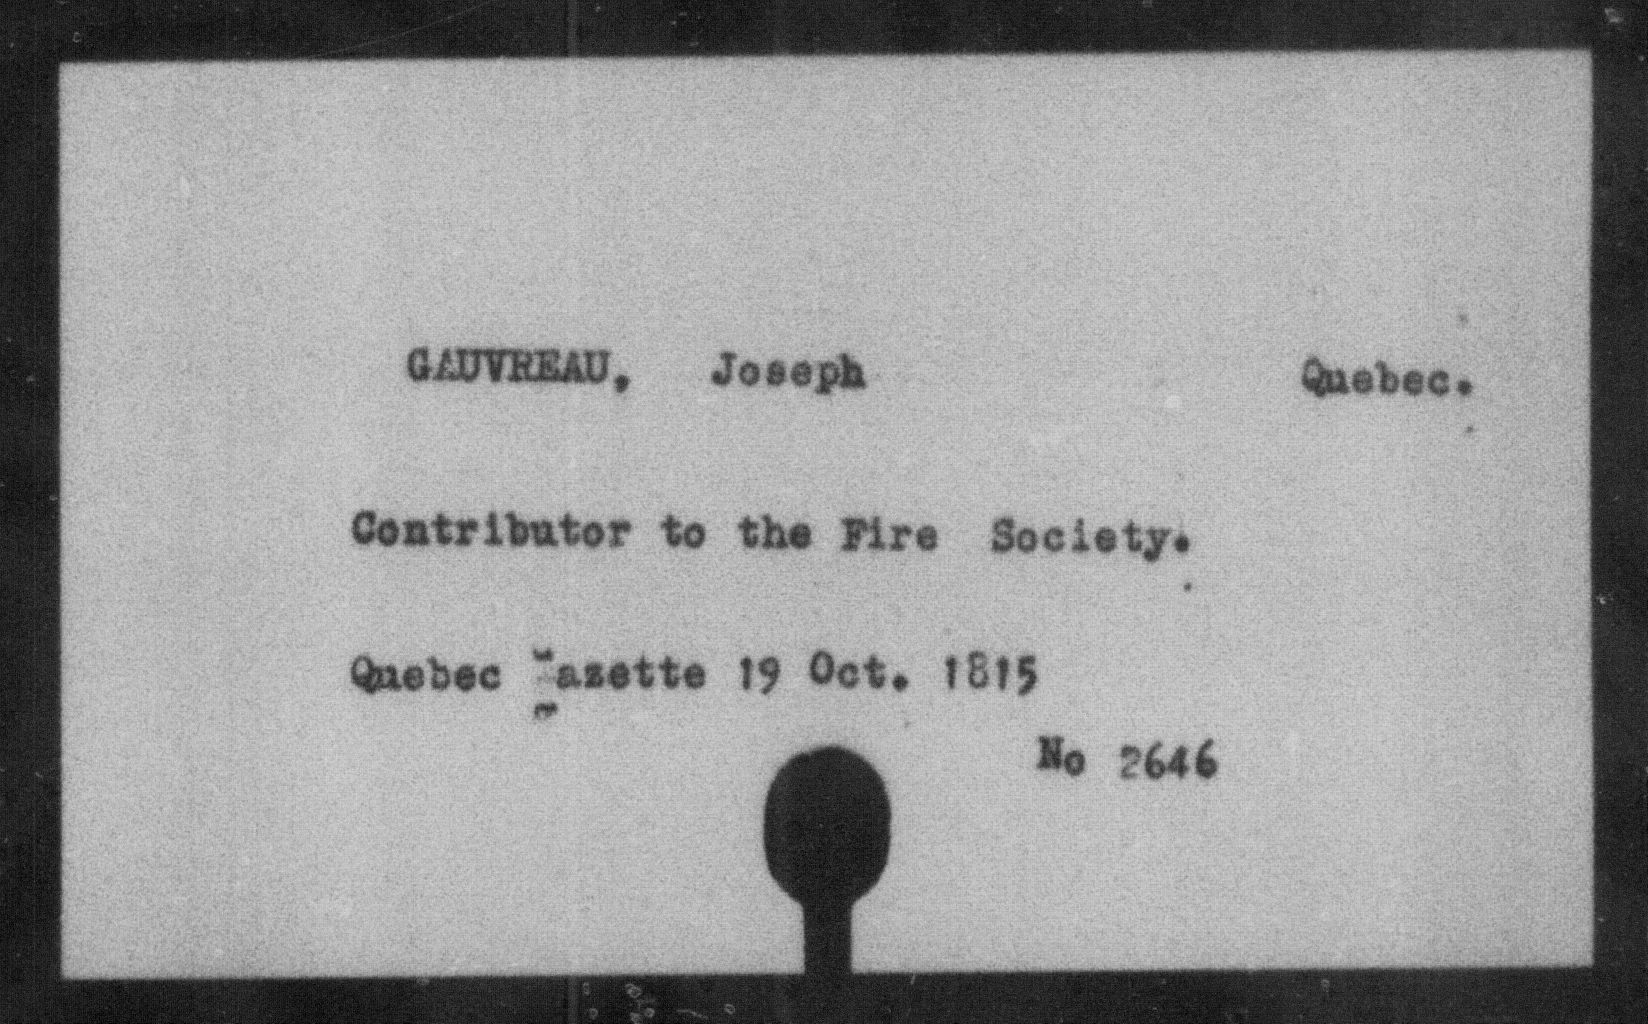 GAUVREAU, Joseph Quebec.
Contributor to the Fire Society.
Quebec Gazette 19 Oct. 1815
No 2646